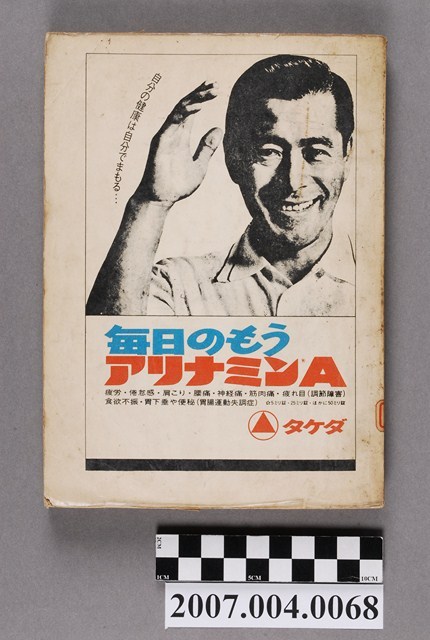 自分の健康は自分でまもる…
毎日のもう
アリナミンA
疲労・倦怠感・肩こり・腰痛・神経痛・筋肉痛・疲れ目(調節障害)
食欲不振・胃下垂や便秘(胃腸運動失調症)
タケダ
2CM
1CM
5CM
10CM
2007.004.0068